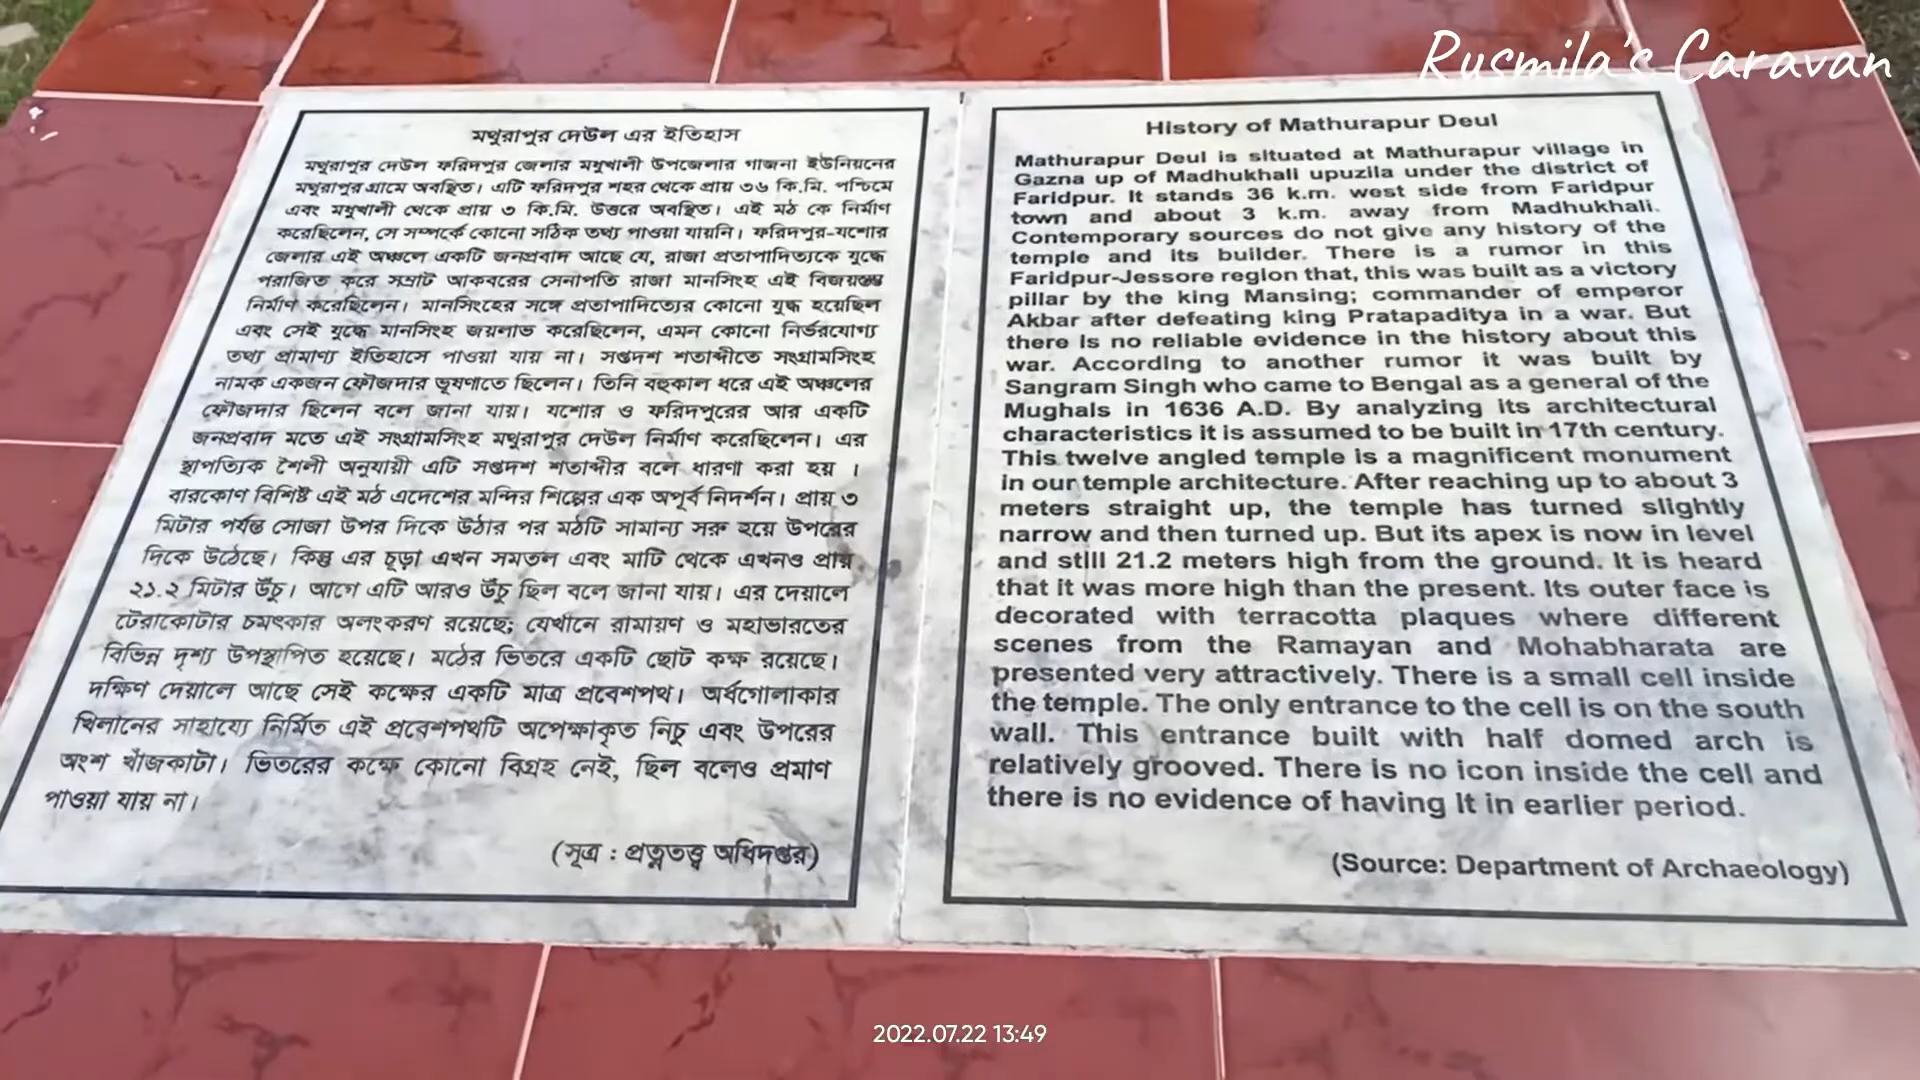 Rusmila's Caravan
মথুরাপুর দেউল এর ইতিহাস
মথুরাপুর দেউল ফরিদপুর জেলার মধুখালী উপজেলার গাজনা ইউনিয়নের
মথুরাপুর গ্রামে অবস্থিত। এটি ফরিদপুর শহর থেকে প্রায় ৩৬ কি.মি. পশ্চিমে
এবং মধুখালী থেকে প্রায় ৩ কি.মি. উত্তরে অবস্থিত। এই মঠ কে নির্মাণ
করেছিলেন, সে সম্পর্কে কোনো সঠিক তথ্য পাওয়া যায়নি। ফরিদপুর-যশোর
জেলার এই অঞ্চলে একটি জনপ্রবাদ আছে যে, রাজা প্রতাপাদিত্যকে যুদ্ধে
পরাজিত করে সম্রাট আকবরের সেনাপতি রাজা মানসিংহ এই বিজয়স্তম্ভ
নির্মাণ করেছিলেন। মানসিংহের সঙ্গে প্রতাপাদিত্যের কোনো যুদ্ধ হয়েছিল
এবং সেই যুদ্ধে মানসিংহ জয়লাভ করেছিলেন, এমন কোনো নির্ভরযোগ্য
তথ্য প্রামাণ্য ইতিহাসে পাওয়া যায় না। সপ্তদশ শতাব্দীতে সংগ্রামসিংহ
নামক একজন ফৌজদার ভূষণাতে ছিলেন। তিনি বহুকাল ধরে এই অঞ্চলের
ফৌজদার ছিলেন বলে জানা যায়। যশোর ও ফরিদপুরের আর একটি
জনপ্রবাদ মতে এই সংগ্রামসিংহ মথুরাপুর দেউল নির্মাণ করেছিলেন। এর
স্থাপত্যিক শৈলী অনুযায়ী এটি সপ্তদশ শতাব্দীর বলে ধারণা করা হয় ।
বারকোণ বিশিষ্ট এই মঠ এদেশের মন্দির শিল্পের এক অপূর্ব নিদর্শন। প্রায় ৩
মিটার পর্যন্ত সোজা উপর দিকে উঠার পর মঠটি সামান্য সরু হয়ে উপরের
দিকে উঠেছে। কিন্তু এর চূড়া এখন সমতল এবং মাটি থেকে এখনও প্রায়
২১.২ মিটার উঁচু। আগে এটি আরও উঁচু ছিল বলে জানা যায়। এর দেয়ালে
টেরাকোটার চমৎকার অলংকরণ রয়েছে; যেখানে রামায়ণ ও মহাভারতের
বিভিন্ন দৃশ্য উপস্থাপিত হয়েছে। মঠের ভিতরে একটি ছোট কক্ষ রয়েছে।
দক্ষিণ দেয়ালে আছে সেই কক্ষের একটি মাত্র প্রবেশপথ। অর্ধগোলাকার
খিলানের সাহায্যে নির্মিত এই প্রবেশপথটি অপেক্ষাকৃত নিচু এবং উপরের
অংশ খাঁজকাটা। ভিতরের কক্ষে কোনো বিগ্রহ নেই, ছিল বলেও প্রমাণ
পাওয়া যায় না।
(সূত্র : প্রত্নতত্ত্ব অধিদপ্তর)
History of Mathurapur Deul
Mathurapur Deul is situated at Mathurapur village in
Gazna up of Madhukhali upuzila under the district of
Faridpur. It stands 36 k.m. west side from Faridpur
town and about 3 k.m. away from Madhukhali.
Contemporary sources do not give any history of the
temple and its builder. There is a rumor in this
Faridpur-Jessore region that, this was built as a victory
pillar by the king Mansing; commander of emperor
Akbar after defeating king Pratapaditya in a war. But
there is no reliable evidence in the history about this
war. According to another rumor it was built by
Sangram Singh who came to Bengal as a general of the
Mughals in 1636 A.D. By analyzing its architectural
characteristics it is assumed to be built in 17th century.
This twelve angled temple is a magnificent monument
in our temple architecture. After reaching up to about 3
meters straight up, the temple has turned slightly
narrow and then turned up. But its apex is now in level
and still 21.2 meters high from the ground. It is heard
that it was more high than the present. Its outer face is
decorated with terracotta plaques where different
scenes from the Ramayan and Mohabharata are
presented very attractively. There is a small cell inside
the temple. The only entrance to the cell is on the south
wall. This entrance built with half domed arch is
relatively grooved. There is no icon inside the cell and
there is no evidence of having it in earlier period.
(Source: Department of Archaeology)
2022.07.22 13:49